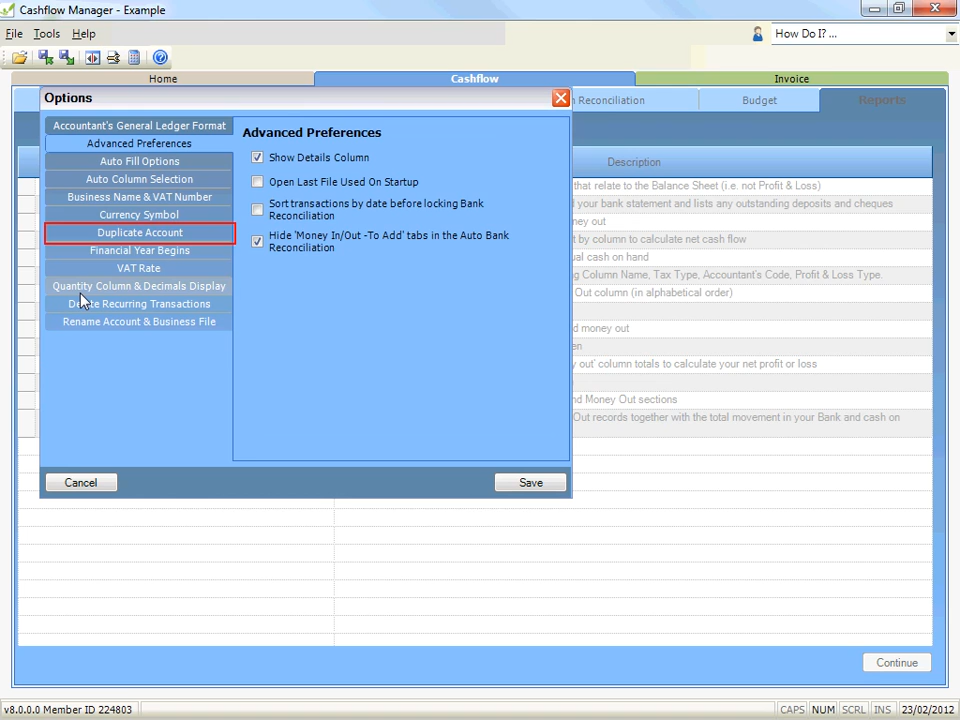 Cashflow Manager - Example
File Tools Help
How Do I? ...
Home
Cashflow
Invoice
Options
Reconciliation
Budget
Reports
Accountant's General Ledger Format
Advanced Preferences
Auto Fill Options
Auto Column Selection
Business Name & VAT Number
Currency Symbol
Duplicate Account
Financial Year Begins
VAT Rate
Quantity Column & Decimals Display
Recurring Transactions
Rename Account & Business File
Advanced Preferences
Show Details Column
Open Last File Used On Startup
Sort transactions by date before locking Bank
Reconciliation
Hide 'Money In/Out -To Add' tabs in the Auto Bank
Reconciliation
Cancel
Save
Description
that relate to the Balance Sheet (i.e. not Profit & Loss)
your bank statement and lists any outstanding deposits and cheques
ey out
t by column to calculate net cash flow
ual cash on hand
g Column Name, Tax Type, Accountant's Code, Profit & Loss Type.
Out column (in alphabetical order)
d money out
en
y out' column totals to calculate your net profit or loss
nd Money Out sections
Out records together with the total movement in your Bank and cash on
Continue
v8.0.0.0 Member ID 224803
CAPS NUM SCRL INS 23/02/2012